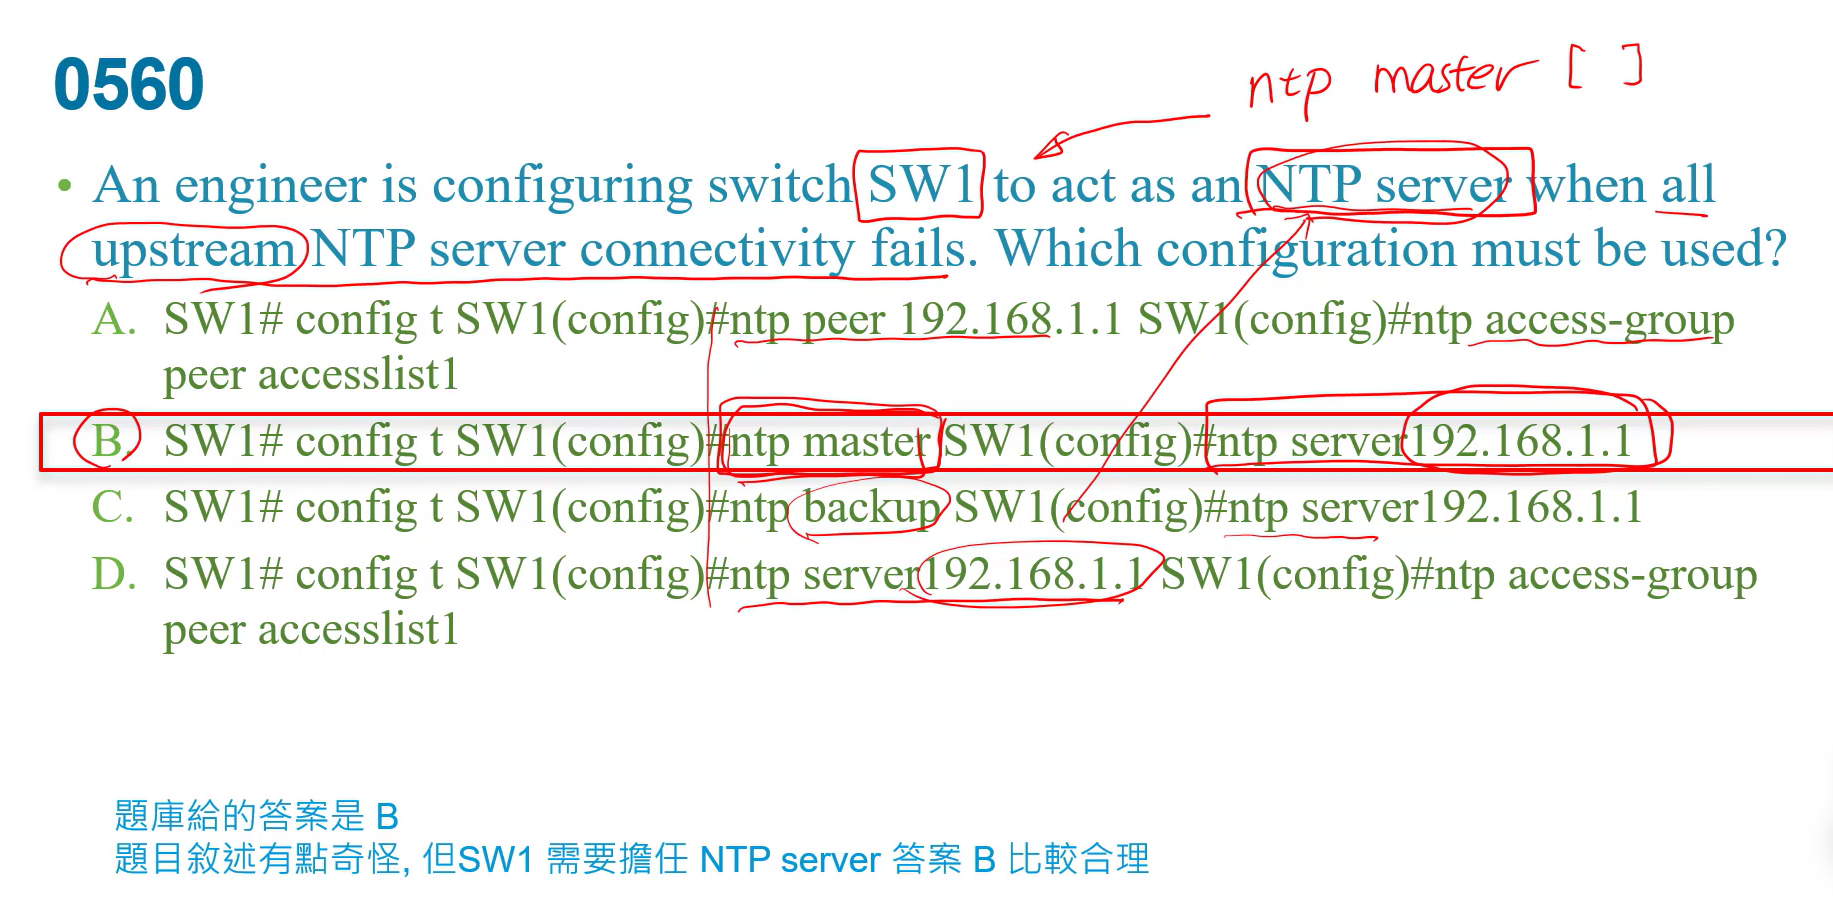 0560
ntp master [ ]
• An engineer is configuring switch SW1 to act as an NTP server when all
upstream NTP server connectivity fails. Which configuration must be used?
A. SW1# config t SW1(config)#ntp peer 192.168.1.1 SW1(config)#ntp access-group
peer accesslist1
B. SW1# config t SW1(config)#ntp master SW1(config)#ntp server192.168.1.1
C. SW1# config t SW1(config)#ntp backup SW1(config)#ntp server192.168.1.1
D. SW1# config t SW1(config)#ntp server192.168.1.1 SW1(config)#ntp access-group
peer accesslist1
題庫給的答案是 B
題目敘述有點奇怪, 但SW1 需要擔任 NTP server 答案 B 比較合理